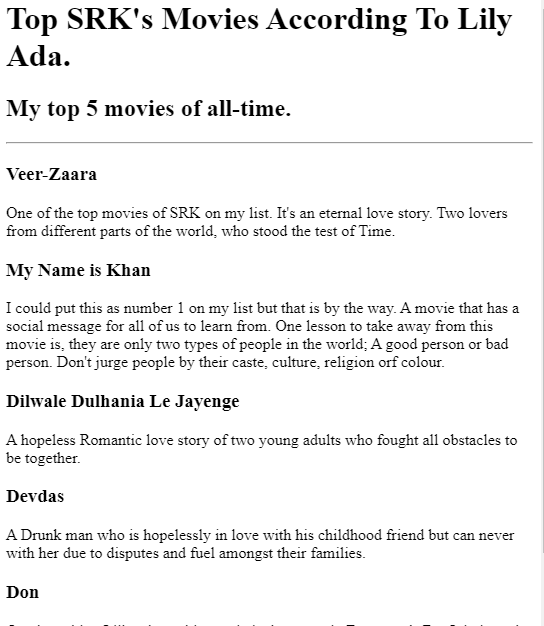 Top SRK's Movies According To Lily
Ada.
My top 5 movies of all-time.
Veer-Zaara
One of the top movies of SRK on my list. It's an eternal love story. Two lovers
from different parts of the world, who stood the test of Time.
My Name is Khan
I could put this as number 1 on my list but that is by the way. A movie that has a
social message for all of us to learn from. One lesson to take away from this
movie is, they are only two types of people in the world; A good person or bad
person. Don't jurge people by their caste, culture, religion orf colour.
Dilwale Dulhania Le Jayenge
A hopeless Romantic love story of two young adults who fought all obstacles to
be together.
Devdas
A Drunk man who is hopelessly in love with his childhood friend but can never
with her due to disputes and fuel amongst their families.
Don